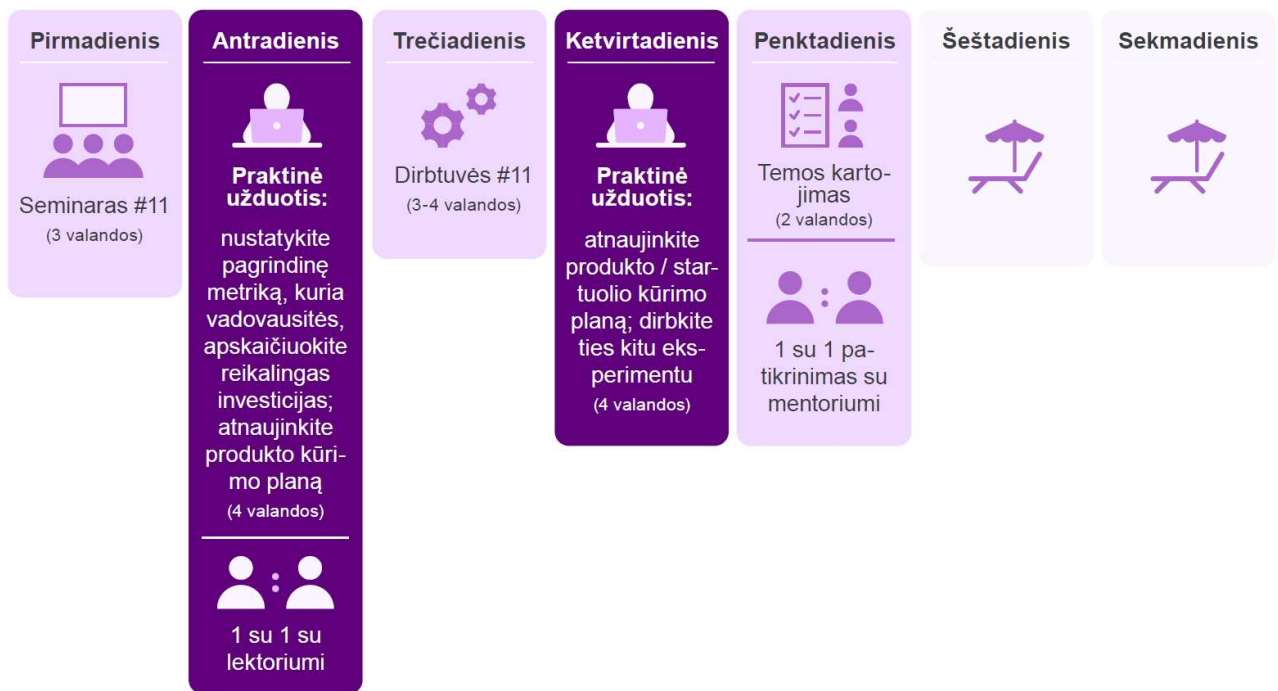 Pirmadienis
Seminaras #11
(3 valandos)
Antradienis
Praktinė
užduotis:
nustatykite
pagrindinę
metriką, kuria
vadovausitės,
apskaičiuokite
reikalingas
investicijas;
atnaujinkite
produkto kūri-
mo planą
(4 valandos)
1 su 1 su
lektoriumi
Trečiadienis
Dirbtuvės #11
(3-4 valandos)
Ketvirtadienis
Praktinė
užduotis:
atnaujinkite
produkto / star-
tuolio kūrimo
planą; dirbkite
ties kitu eks-
perimentu
(4 valandos)
Penktadienis
Temos karto-
jimas
(2 valandos)
1 su 1 pa-
tikrinimas su
mentoriumi
Šeštadienis
Sekmadienis